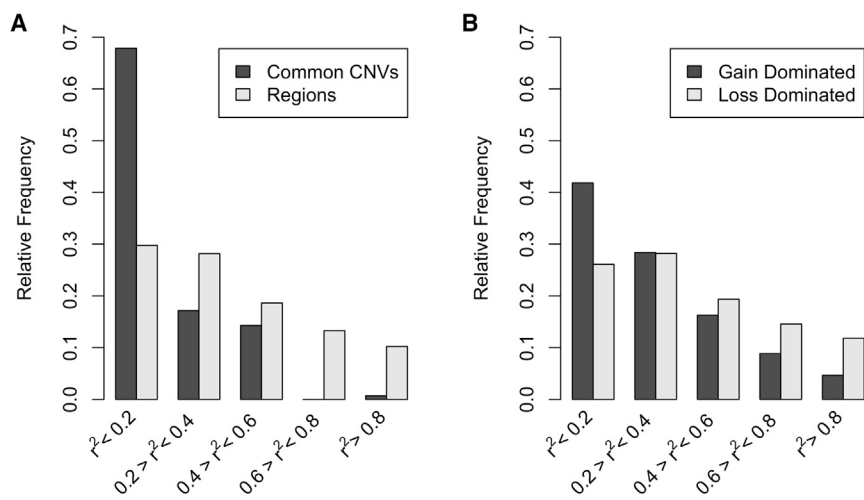 A
0.7
0.6
0.5
0.4
0.3
0.2
0.1
0.0
Relative Frequency
Common CNVs
Regions
r²< 0.2
0.2 > r²< 0.4
0.4 > r²< 0.6
0.6 > r²< 0.8
r²> 0.8
B
0.7
0.6
0.5
0.4
0.3
0.2
0.1
0.0
Relative Frequency
Gain Dominated
Loss Dominated
r²< 0.2
0.2 > r²< 0.4
0.4 > r²< 0.6
0.6 > r²< 0.8
r²> 0.8